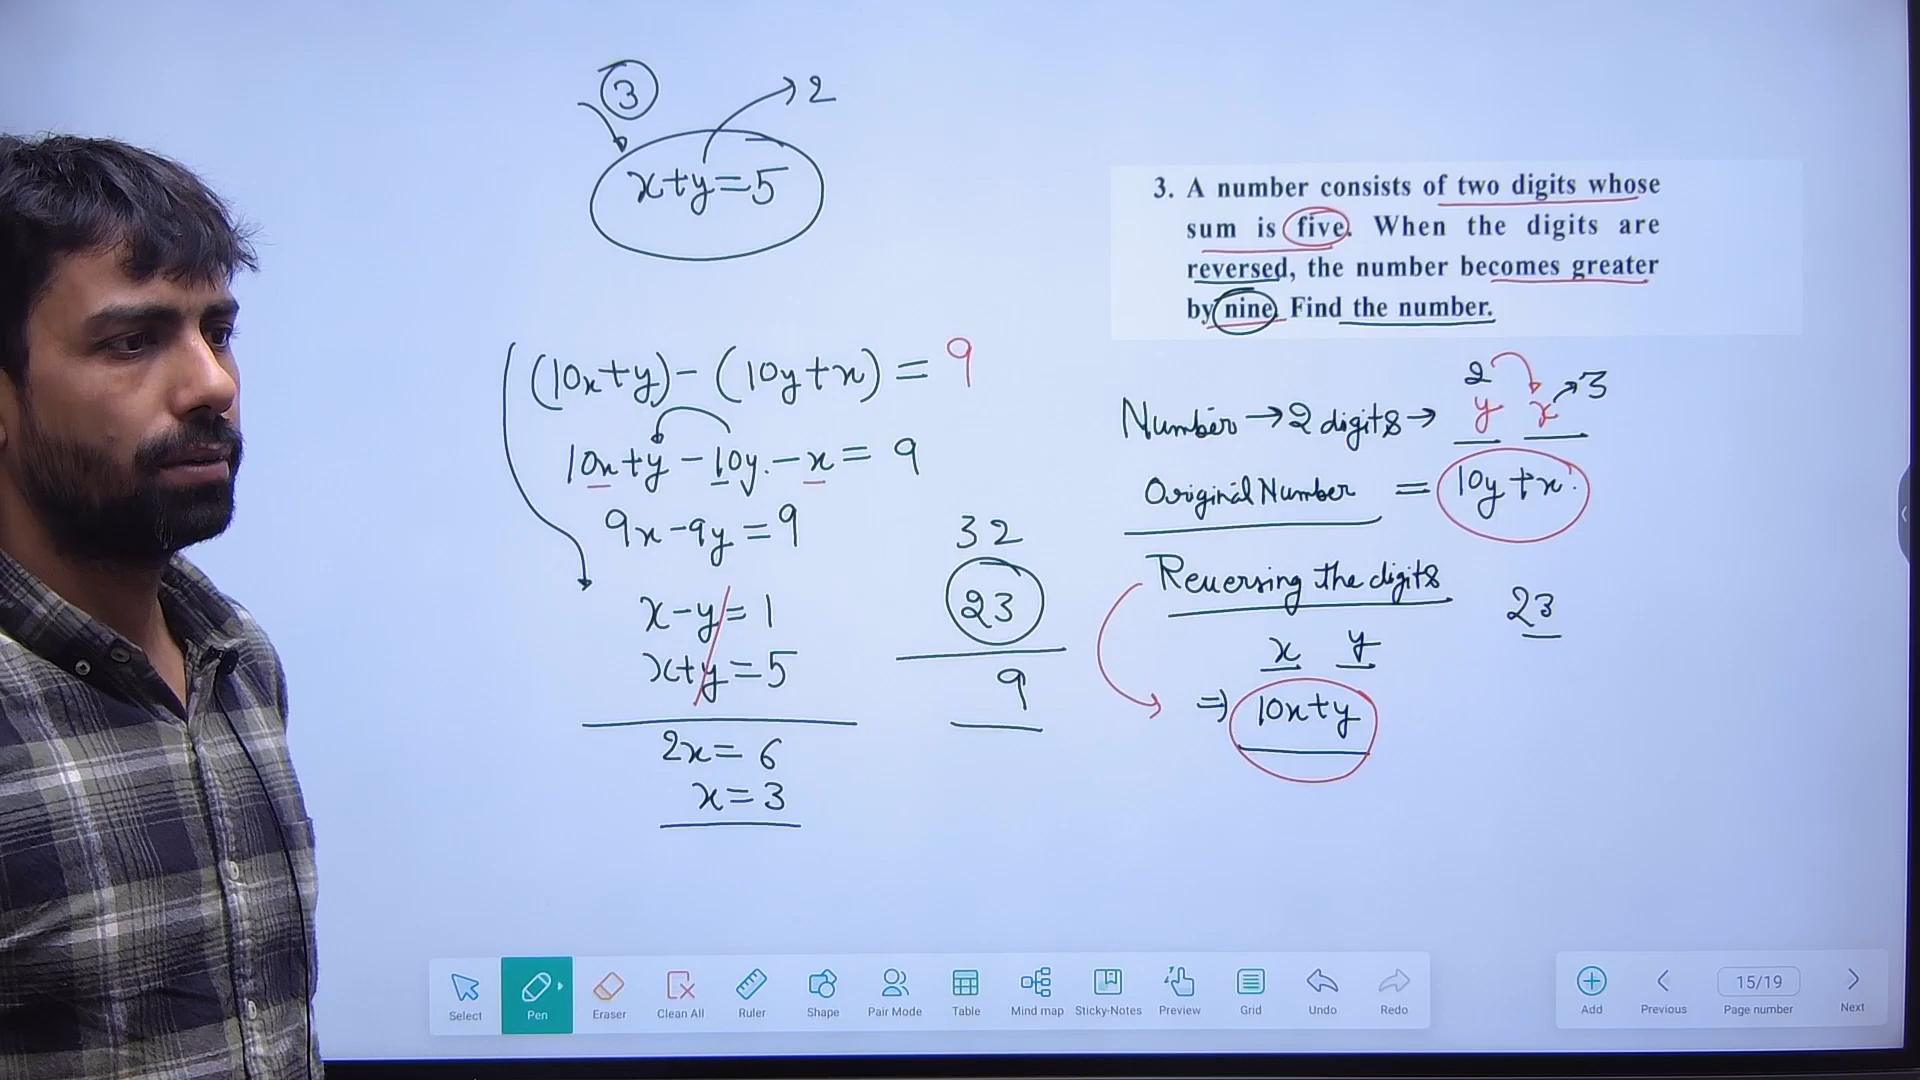 3
2
x+y=5
3. A number consists of two digits whose
sum is five. When the digits are
reversed, the number becomes greater
by nine. Find the number.
(10x+y) - (10y+x) = 9
10x+y - 10y - x = 9
9x - 9y = 9
x - y = 1
x+y = 5
2x = 6
x = 3
32
23
9
2 3
Number → 2 digits → y x
Original Number = 10y+x
Reversing the digits
23
x y
⇒ 10x+y
Select Pen Eraser Clean All Ruler Shape Pair Mode Table Mind map Sticky-Notes Preview Grid Undo Redo
Add Previous 15/19 Page number Next